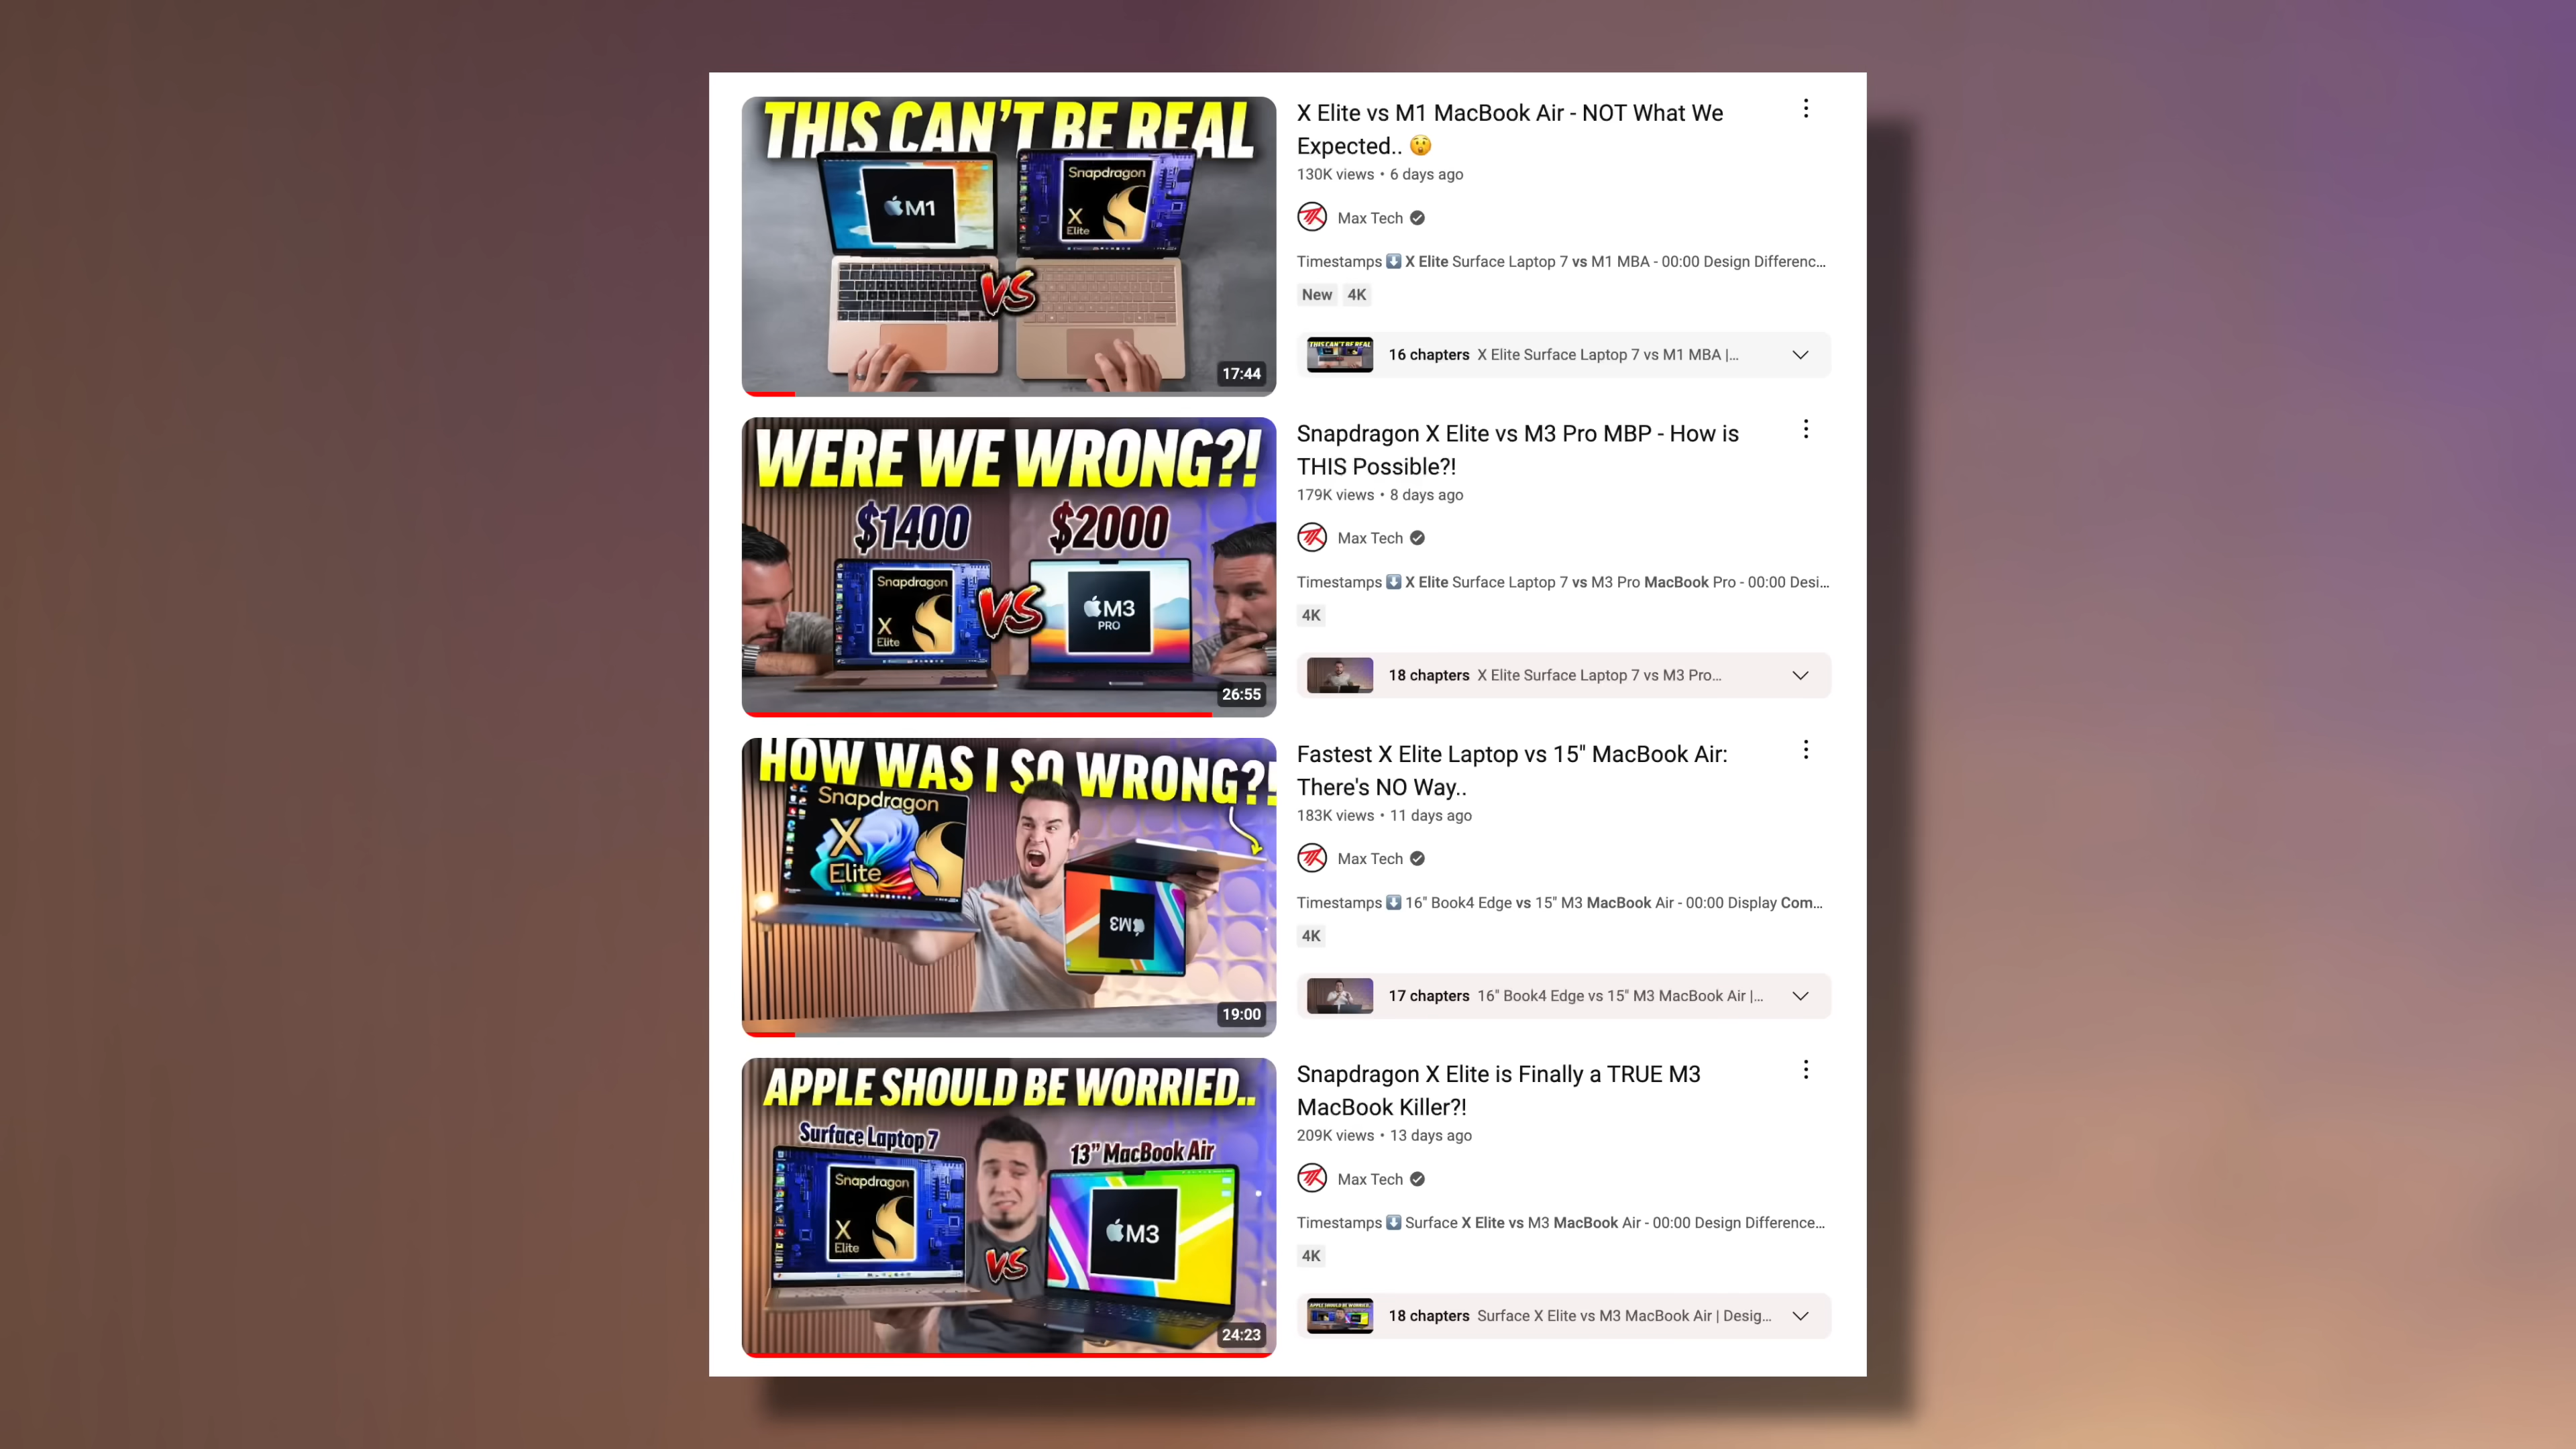 THIS CAN'T BE REAL
M1
Snapdragon
X
Elite
VS
17:44
X Elite vs M1 MacBook Air - NOT What We
Expected.. 😲
130K views • 6 days ago
Max Tech
Timestamps ⬇️ X Elite Surface Laptop 7 vs M1 MBA - 00:00 Design Differenc...
New 4K
16 chapters X Elite Surface Laptop 7 vs M1 MBA |...
WERE WE WRONG?!
$1400 $2000
Snapdragon
X
Elite
VS
M3
PRO
26:55
Snapdragon X Elite vs M3 Pro MBP - How is
THIS Possible?!
179K views • 8 days ago
Max Tech
Timestamps ⬇️ X Elite Surface Laptop 7 vs M3 Pro MacBook Pro - 00:00 Desi...
4K
18 chapters X Elite Surface Laptop 7 vs M3 Pro...
HOW WAS I SO WRONG?!
Snapdragon
X
Elite
M3
19:00
Fastest X Elite Laptop vs 15" MacBook Air:
There's NO Way..
183K views • 11 days ago
Max Tech
Timestamps ⬇️ 16" Book4 Edge vs 15" M3 MacBook Air - 00:00 Display Com...
4K
17 chapters 16" Book4 Edge vs 15" M3 MacBook Air |...
APPLE SHOULD BE WORRIED..
Surface Laptop 7
13" MacBook Air
Snapdragon
X
Elite
VS
M3
24:23
Snapdragon X Elite is Finally a TRUE M3
MacBook Killer?!
209K views • 13 days ago
Max Tech
Timestamps ⬇️ Surface X Elite vs M3 MacBook Air - 00:00 Design Difference...
4K
18 chapters Surface X Elite vs M3 MacBook Air | Desig...